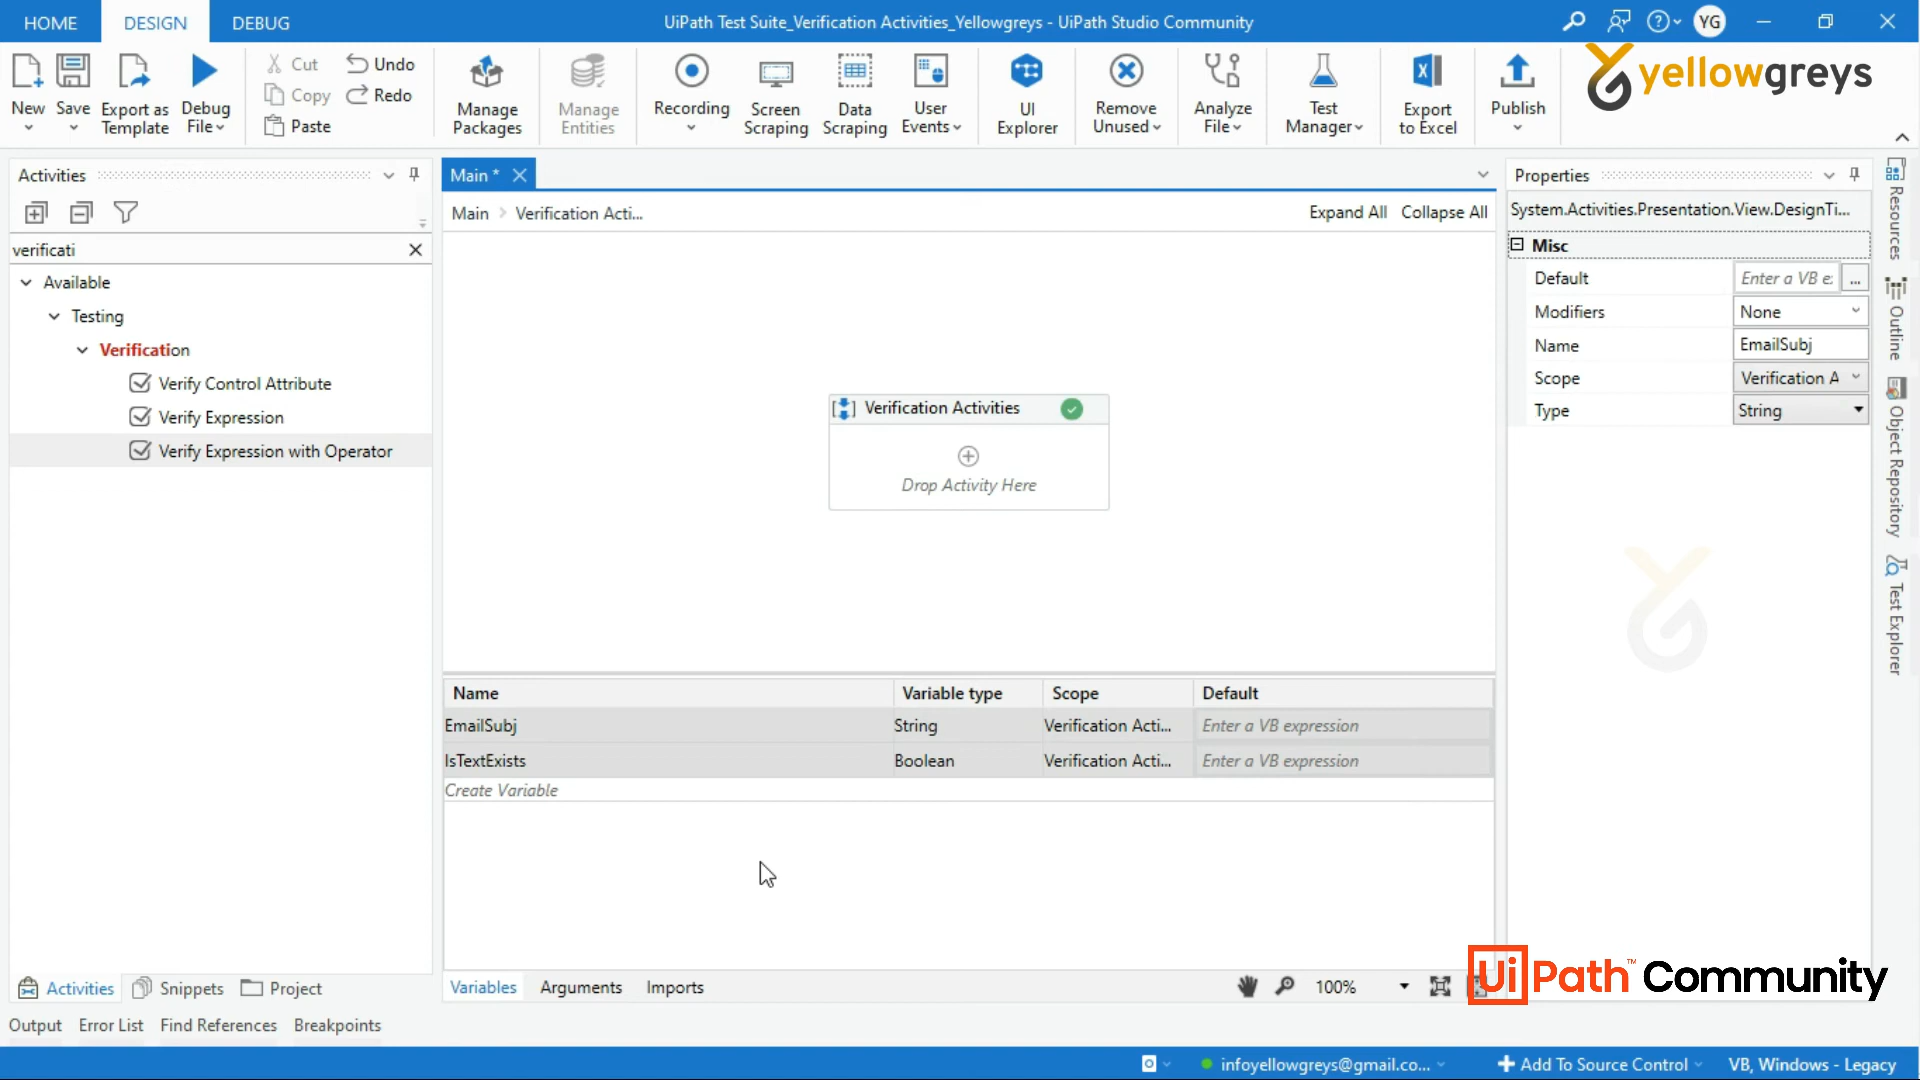 HOME DESIGN DEBUG UiPath Test Suite_Verification Activities_Yellowgreys - UiPath Studio Community YG
New Save Export as Template Debug File
Cut Copy Paste Undo Redo
Manage Packages Manage Entities Recording Screen Scraping Data Scraping User Events UI Explorer Remove Unused Analyze File Test Manager Export to Excel Publish
yellowgreys
Activities
verificati
Available
Testing
Verification
Verify Control Attribute
Verify Expression
Verify Expression with Operator
Main *
Main > Verification Acti... Expand All Collapse All
Verification Activities
Drop Activity Here
Name Variable type Scope Default
EmailSubj String Verification Acti... Enter a VB expression
IsTextExists Boolean Verification Acti... Enter a VB expression
Create Variable
Variables Arguments Imports 100%
Properties
System.Activities.Presentation.View.DesignTi...
Misc
Default Enter a VB e: ...
Modifiers None
Name EmailSubj
Scope Verification A
Type String
Resources
Outline
Object Repository
Test Explorer
UiPath™ Community
Activities Snippets Project
Output Error List Find References Breakpoints
infoyellowgreys@gmail.co... Add To Source Control VB, Windows - Legacy